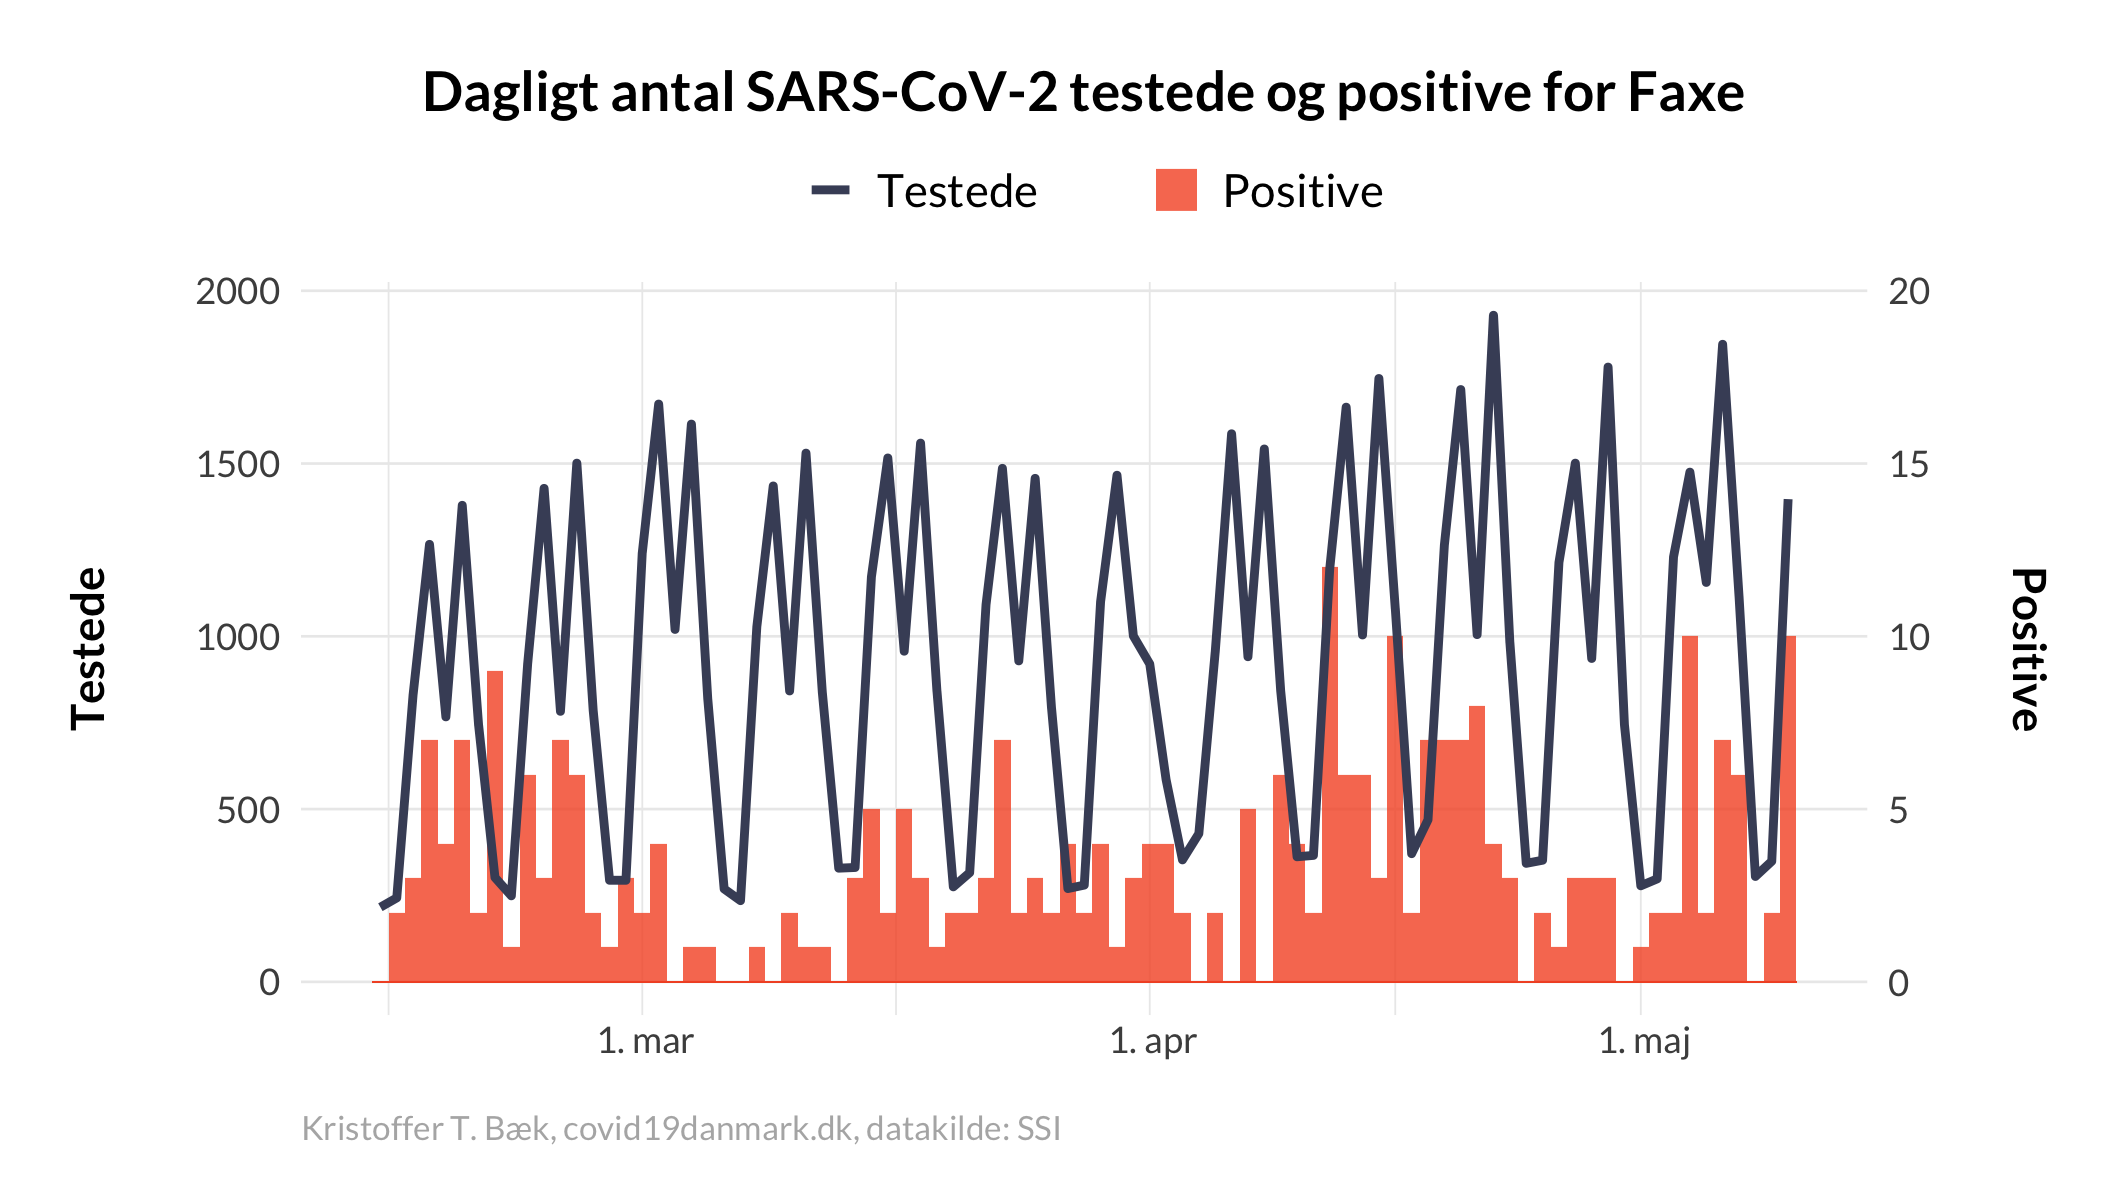 Dagligt antal SARS-CoV-2 testede og positive for Faxe
Testede Positive
2000 20
1500 15
1000 10
500 5
0 0
Testede
Positive
1. mar 1. apr 1. maj
Kristoffer T. Bæk, covid19danmark.dk, datakilde: SSI